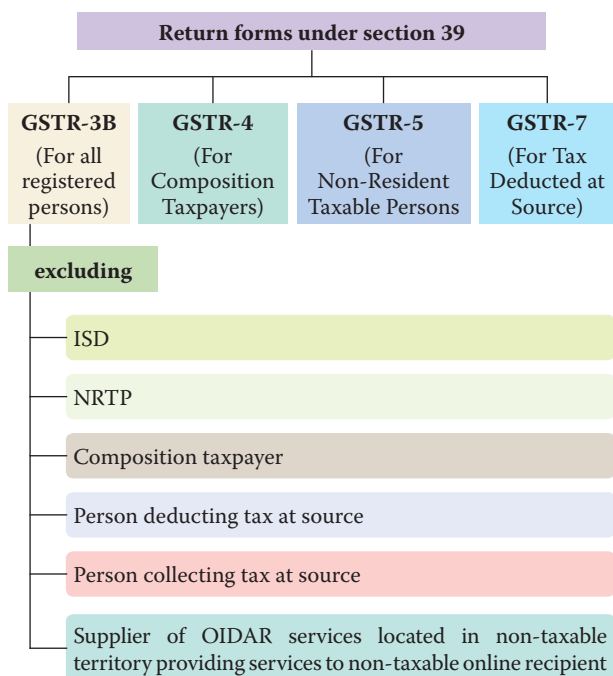 Return forms under section 39
GSTR-3B
(For all
registered
persons)
GSTR-4
(For
Composition
Taxpayers)
GSTR-5
(For
Non-Resident
Taxable Persons
GSTR-7
(For Tax
Deducted at
Source)
excluding
ISD
NRTP
Composition taxpayer
Person deducting tax at source
Person collecting tax at source
Supplier of OIDAR services located in non-taxable
territory providing services to non-taxable online recipient